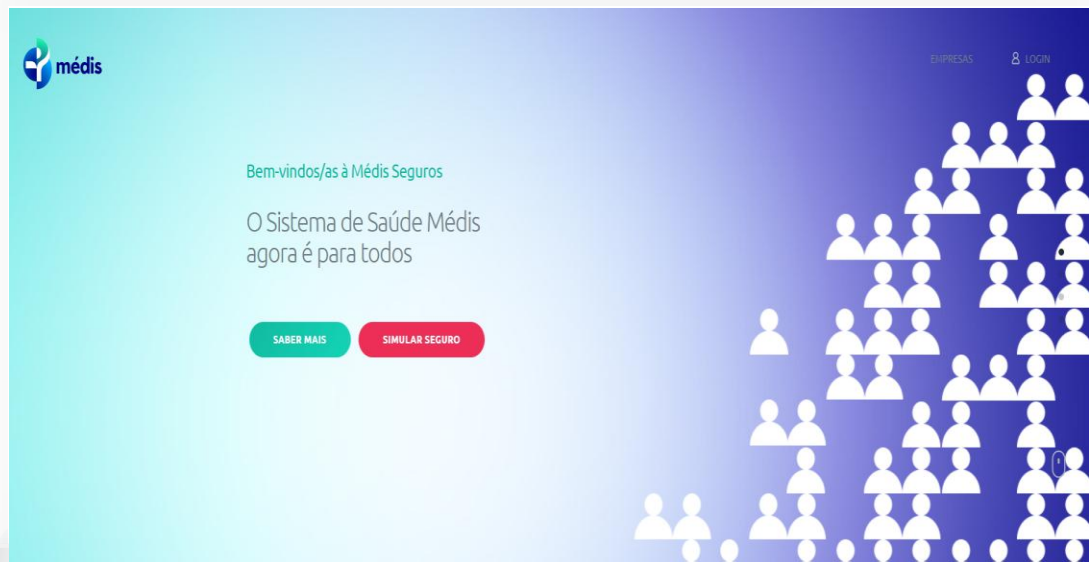 médis
EMPRESAS
LOGIN
Bem-vindos/as à Médis Seguros
O Sistema de Saúde Médis
agora é para todos
SABER MAIS
SIMULAR SEGURO